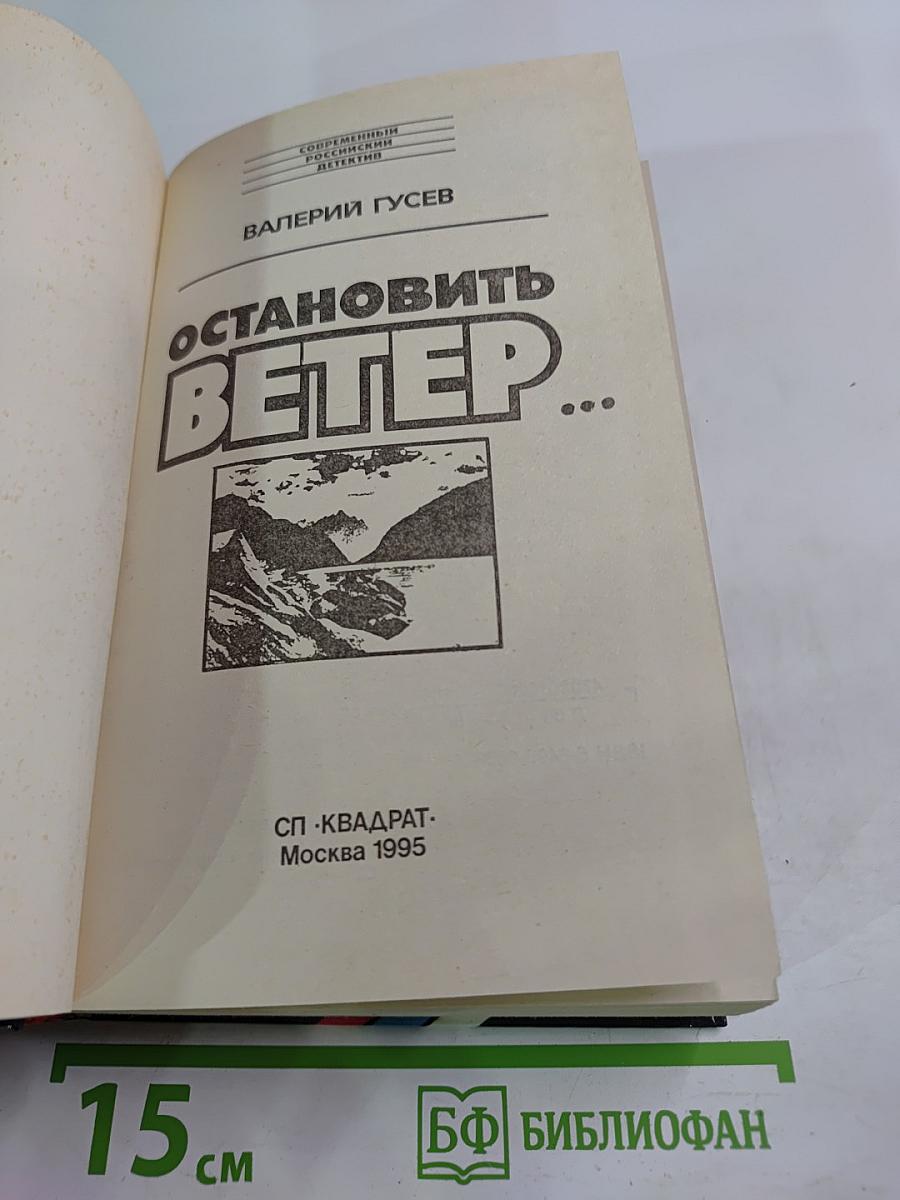 СОВРЕМЕННЫЙ
РОССИЙСКИЙ
ДЕТЕКТИВ
ВАЛЕРИЙ ГУСЕВ
ОСТАНОВИТЬ
ВЕТЕР...
СП ·КВАДРАТ·
Москва 1995
15 см
БФ БИБЛИОФАН